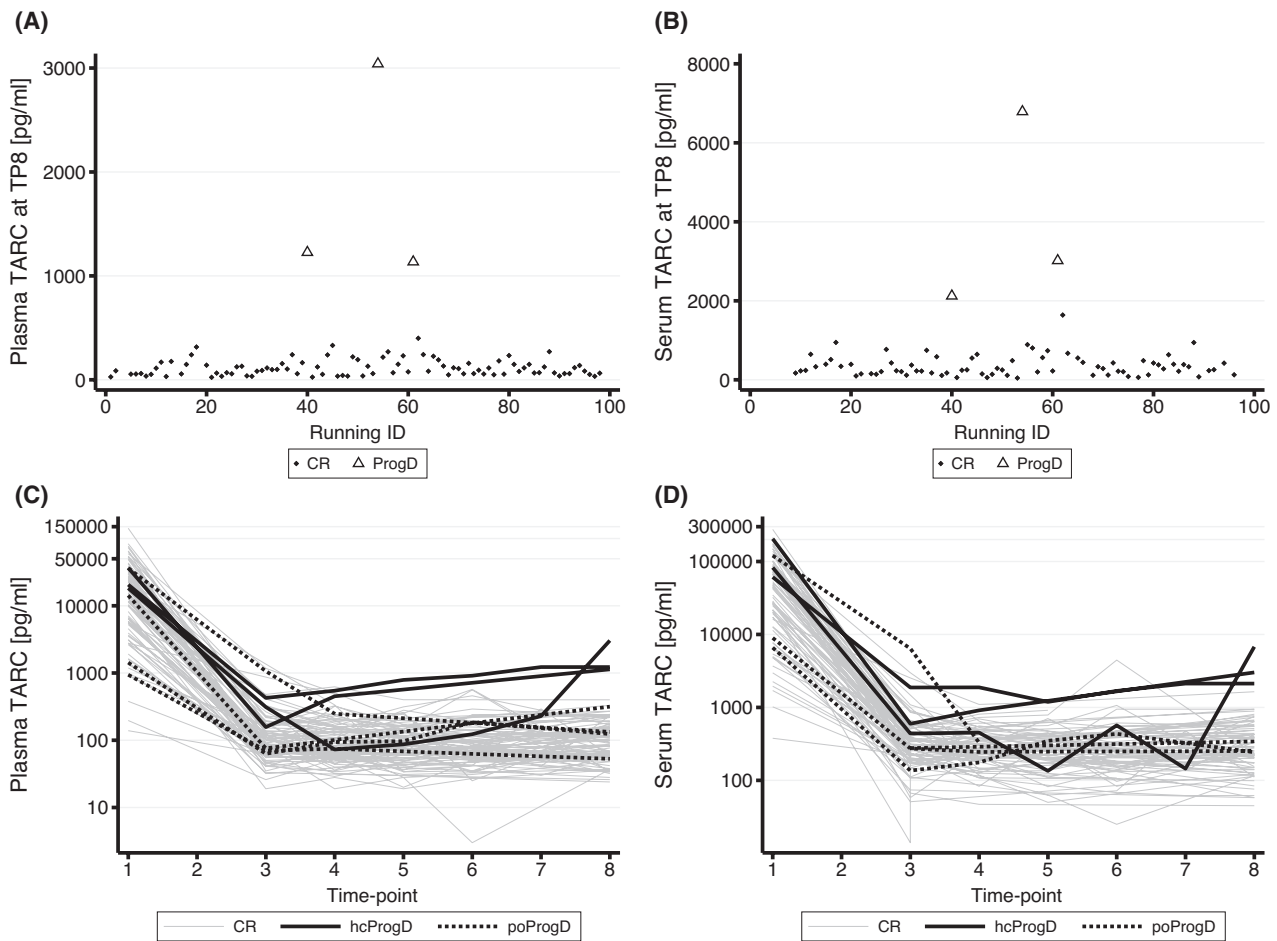 (A)
Plasma TARC at TP8 [pg/ml]
3000
2000
1000
0
0 20 40 60 80 100
Running ID
CR ProgD
(B)
Serum TARC at TP8 [pg/ml]
8000
6000
4000
2000
0
0 20 40 60 80 100
Running ID
CR ProgD
(C)
Plasma TARC [pg/ml]
150000
50000
10000
1000
100
10
1 2 3 4 5 6 7 8
Time-point
CR hcProgD poProgD
(D)
Serum TARC [pg/ml]
300000
100000
10000
1000
100
1 2 3 4 5 6 7 8
Time-point
CR hcProgD poProgD